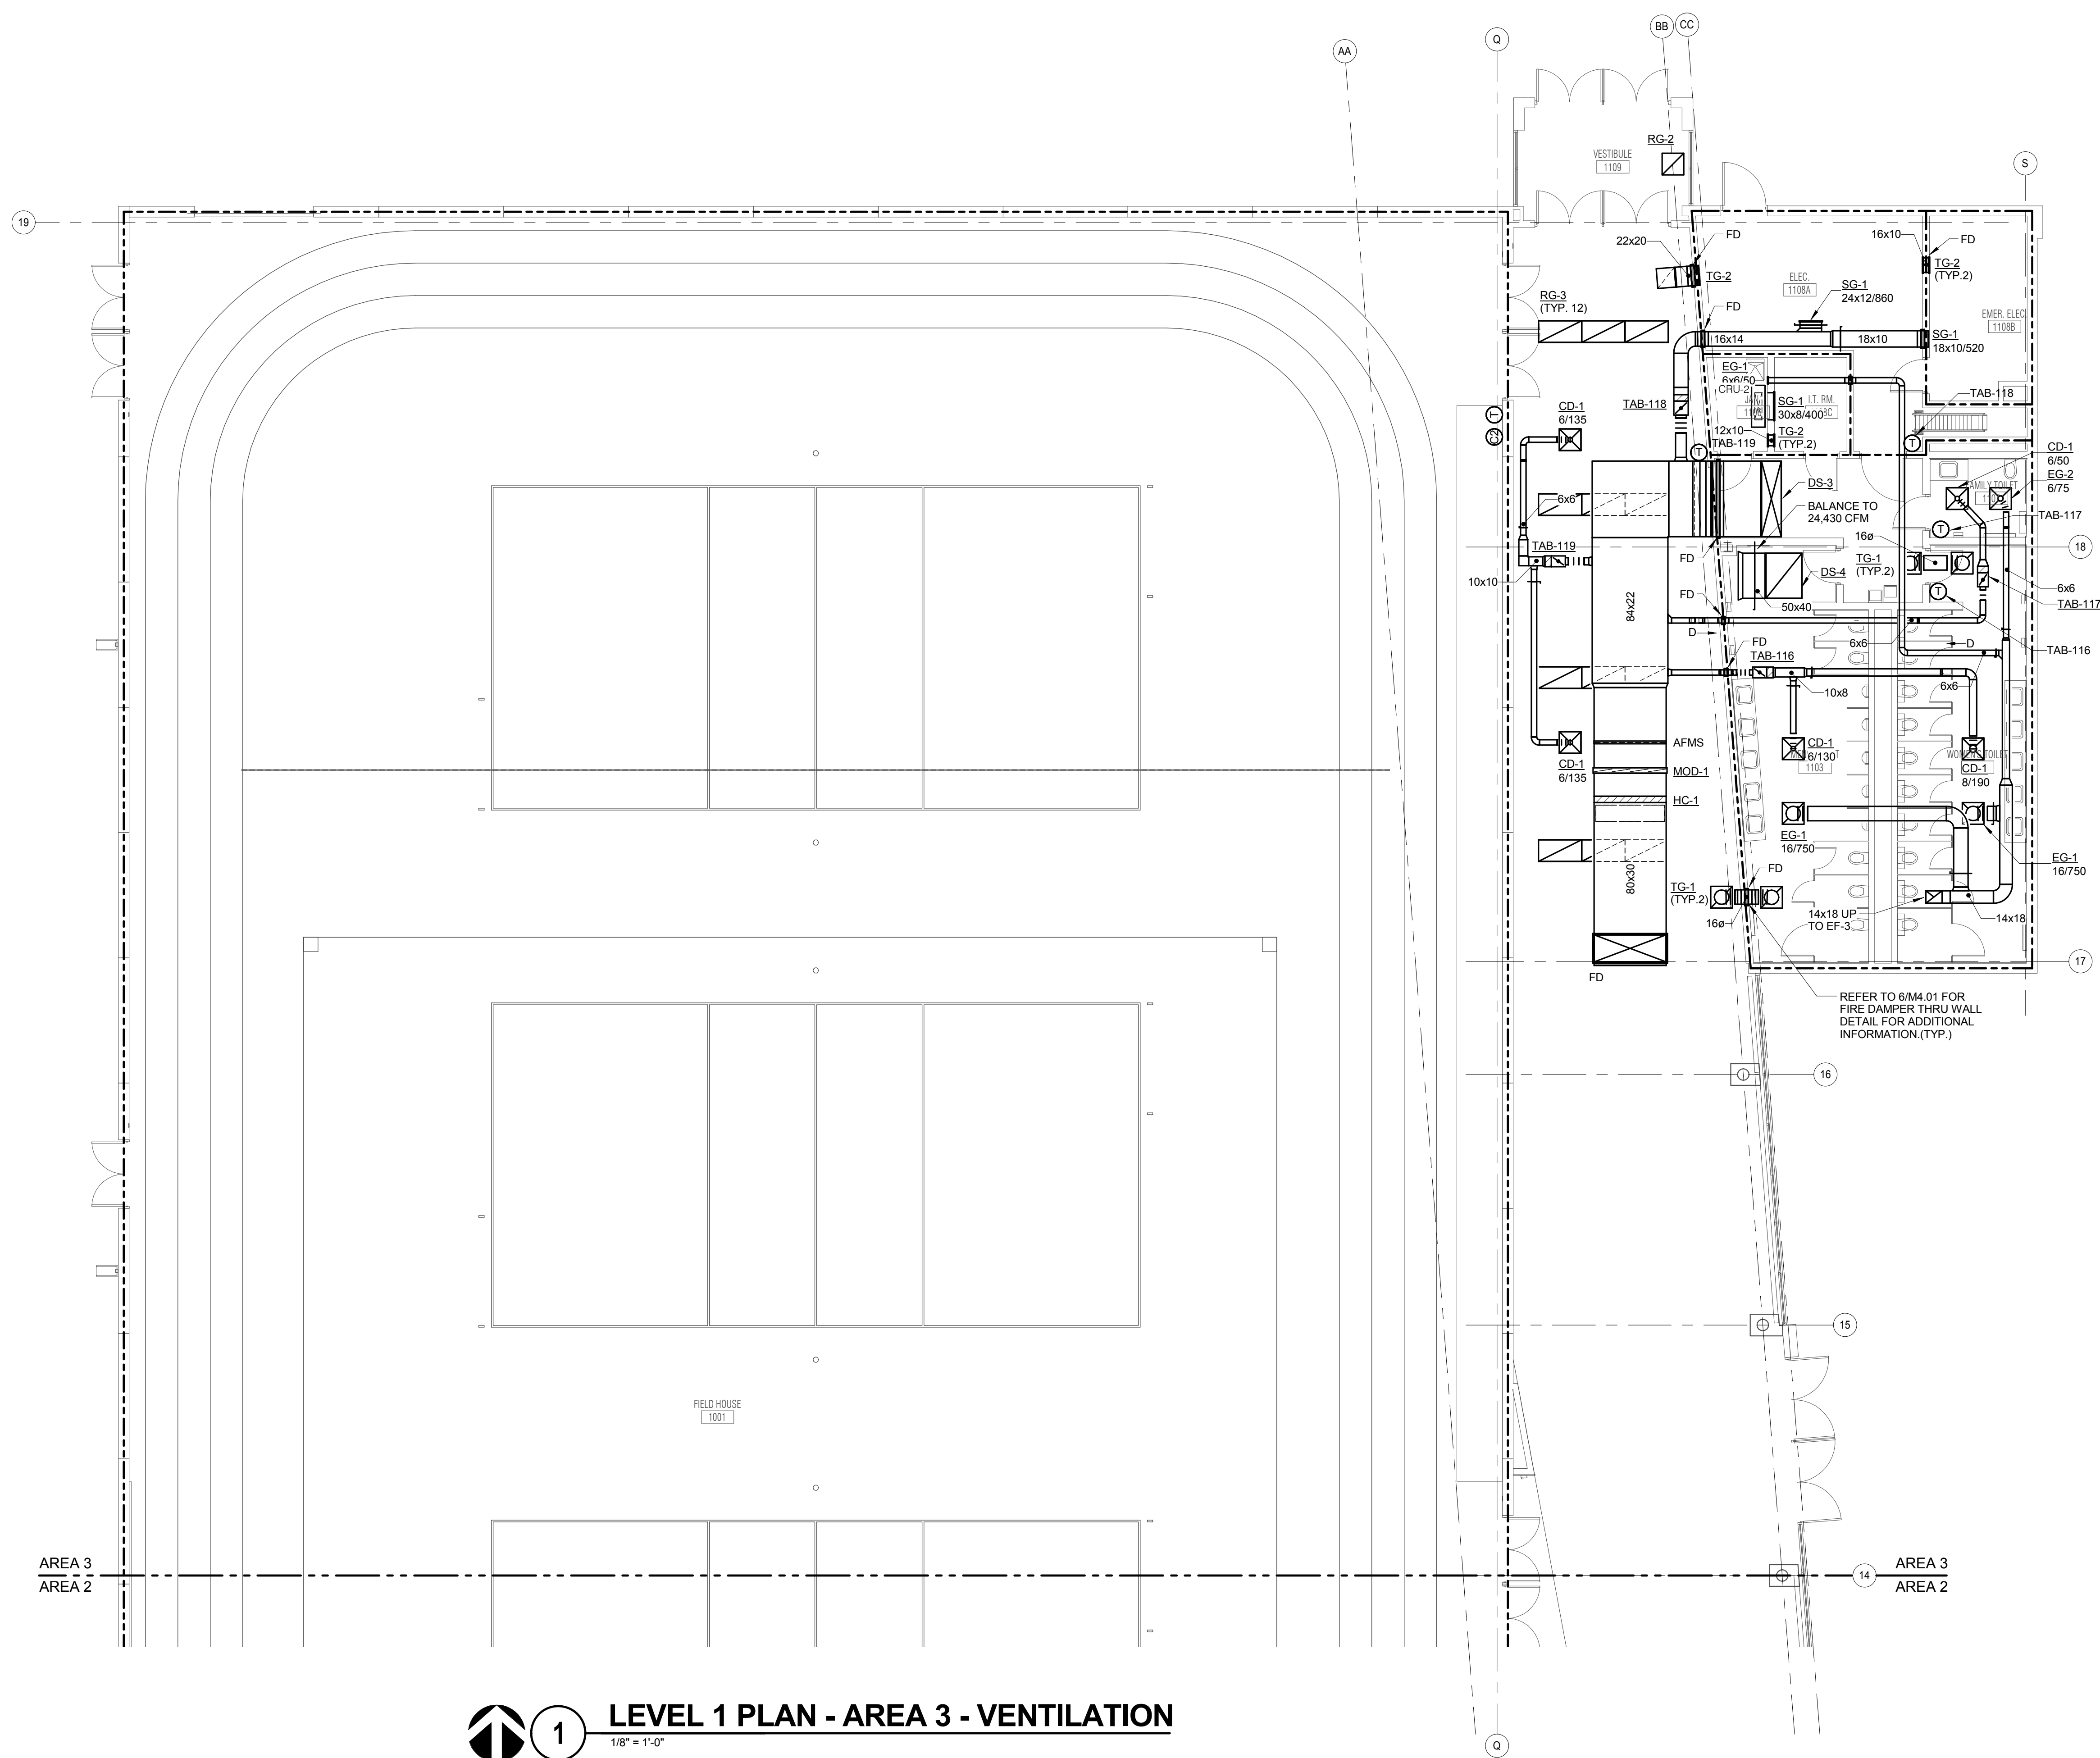 BB
CC
Q
AA
RG-2
VESTIBULE
1109
S
19
22x20
FD
TG-2
16x10
FD
TG-2
(TYP.2)
ELEC.
1108A
SG-1
24x12/860
RG-3
(TYP. 12)
FD
EMER. ELEC.
1108B
16x14
18x10
SG-1
18x10/520
EG-1
6x6/50
CRU-2
TAB-118
TAB-118
CD-1
6/135
T
C2
SG-1
30x8/400
I.T. RM.
12x10
TG-2
(TYP.2)
TAB-119
T
T
CD-1
6/50
EG-2
6/75
DS-3
6x6
BALANCE TO
24,430 CFM
T
TAB-117
16ø
18
TAB-119
FD
TG-1
(TYP.2)
DS-4
10x10
T
6x6
TAB-117
84x22
FD
50x40
D
6x6
D
FD
TAB-116
TAB-116
10x8
6x6
AFMS
CD-1
6/135
MOD-1
CD-1
6/130
1103
CD-1
8/190
HC-1
EG-1
16/750
EG-1
16/750
80x30
FD
TG-1
(TYP.2)
16ø
14x18 UP
TO EF-3
14x18
17
FD
REFER TO 6/M4.01 FOR
FIRE DAMPER THRU WALL
DETAIL FOR ADDITIONAL
INFORMATION.(TYP.)
16
15
FIELD HOUSE
1001
AREA 3
AREA 2
14
AREA 3
AREA 2
1
LEVEL 1 PLAN - AREA 3 - VENTILATION
1/8" = 1'-0"
Q